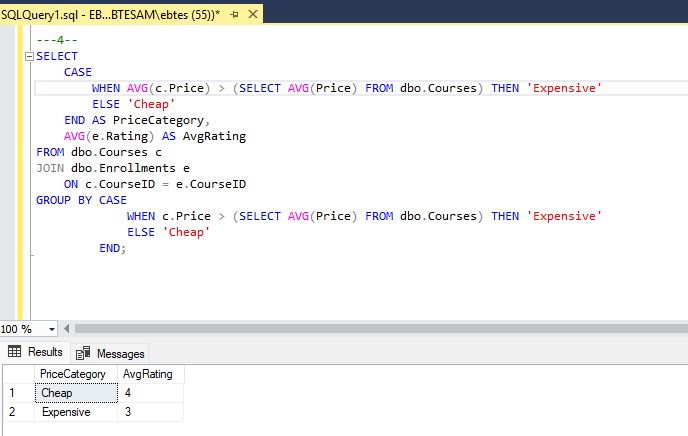 SQLQuery1.sql - EB...BTESAM\ebtes (55))*
---4--
SELECT
CASE
WHEN AVG(c.Price) > (SELECT AVG(Price) FROM dbo.Courses) THEN 'Expensive'
ELSE 'Cheap'
END AS PriceCategory,
AVG(e.Rating) AS AvgRating
FROM dbo.Courses c
JOIN dbo.Enrollments e
ON c.CourseID = e.CourseID
GROUP BY CASE
WHEN c.Price > (SELECT AVG(Price) FROM dbo.Courses) THEN 'Expensive'
ELSE 'Cheap'
END;
100 %
Results Messages
PriceCategory AvgRating
1 Cheap 4
2 Expensive 3